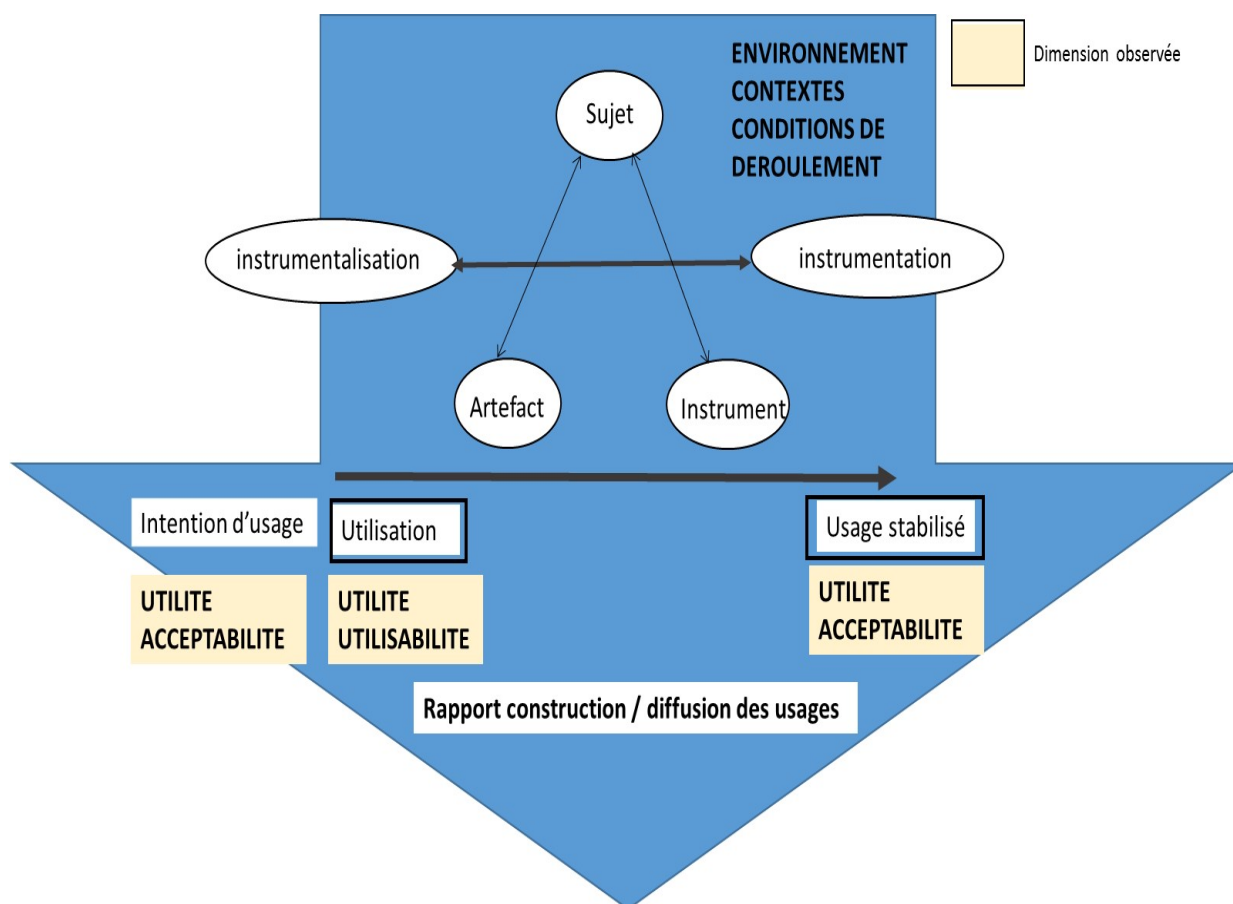 ENVIRONNEMENT
CONTEXTES
CONDITIONS DE
DEROULEMENT
Dimension observée
Sujet
instrumentalisation
instrumentation
Artefact
Instrument
Intention d’usage
Utilisation
Usage stabilisé
UTILITE
ACCEPTABILITE
UTILITE
UTILISABILITE
UTILITE
ACCEPTABILITE
Rapport construction / diffusion des usages